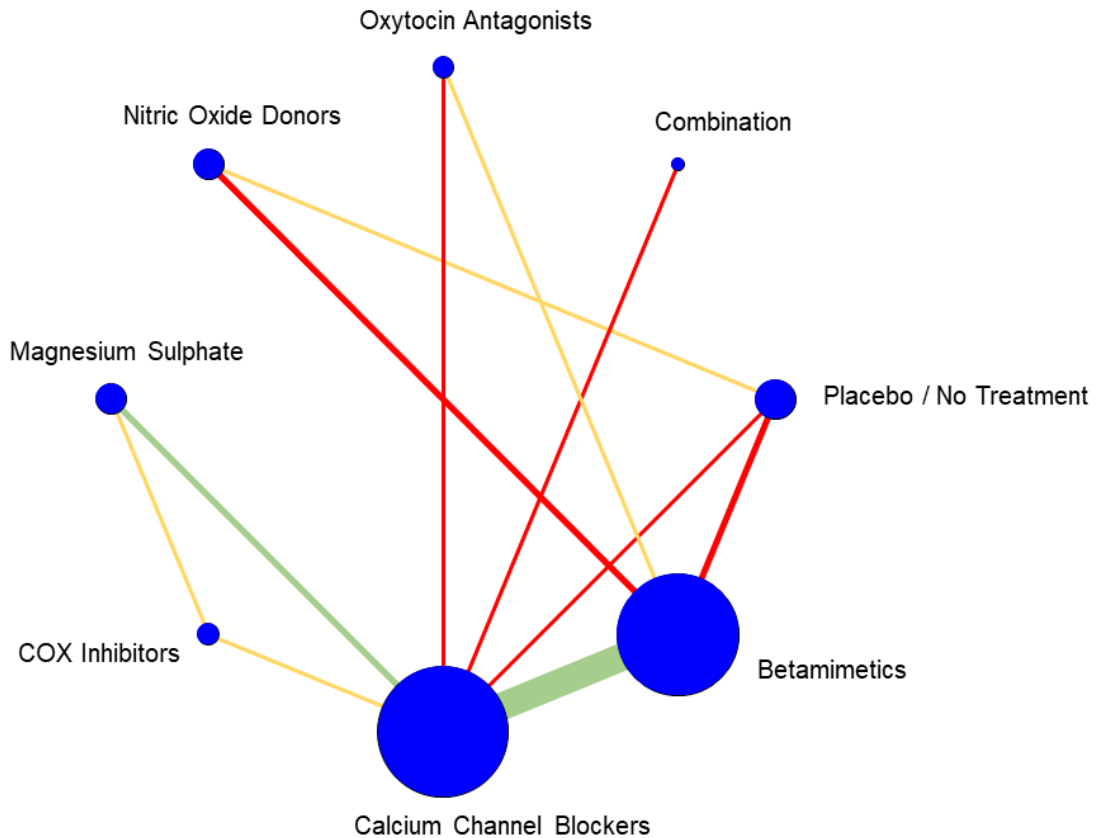 Oxytocin Antagonists
Nitric Oxide Donors
Combination
Magnesium Sulphate
Placebo / No Treatment
COX Inhibitors
Betamimetics
Calcium Channel Blockers